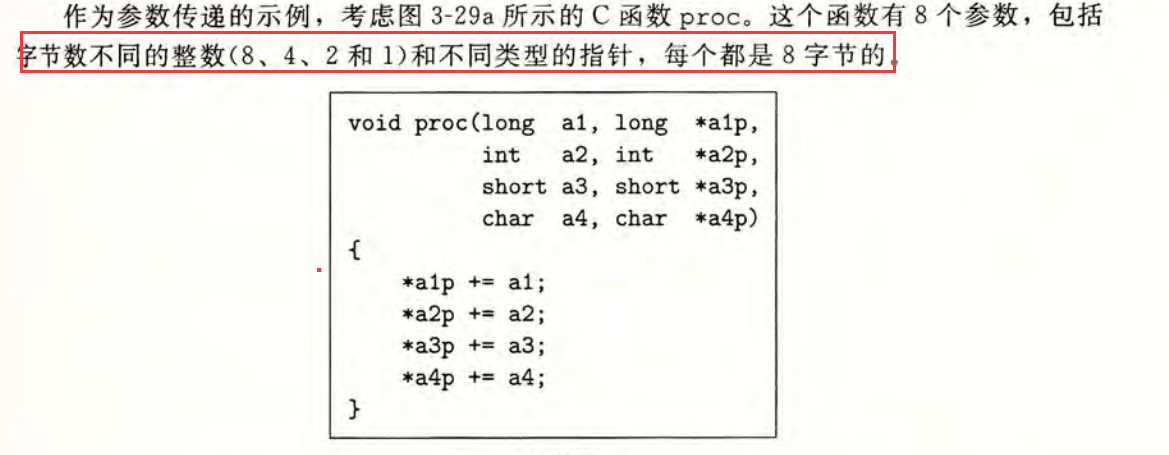 作为参数传递的示例，考虑图 3-29a 所示的 C 函数 proc。这个函数有 8 个参数，包括
字节数不同的整数(8、4、2 和 1)和不同类型的指针，每个都是 8 字节的。
void proc(long  a1, long  *a1p,
          int   a2, int   *a2p,
          short a3, short *a3p,
          char  a4, char  *a4p)
{
    *a1p += a1;
    *a2p += a2;
    *a3p += a3;
    *a4p += a4;
}